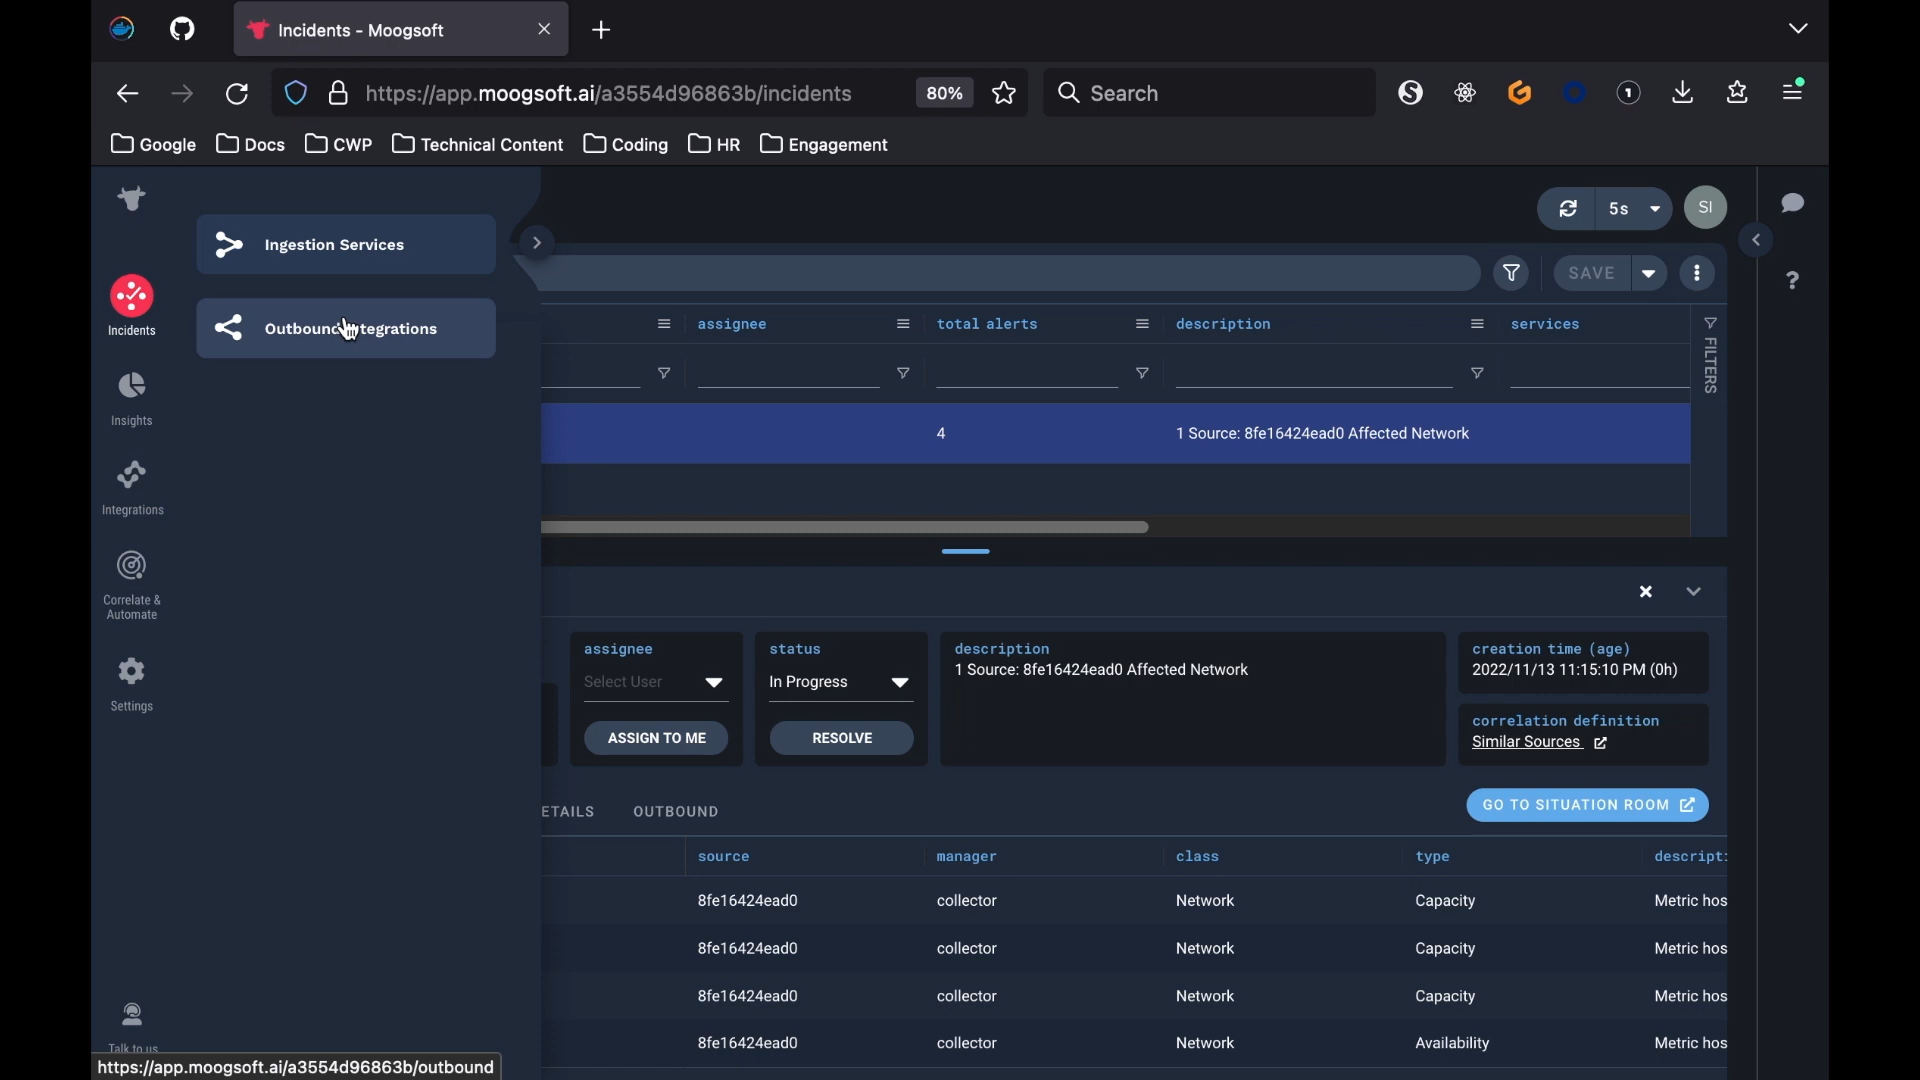 Incidents - Moogsoft
https://app.moogsoft.ai/a3554d96863b/incidents
80%
Search
Google
Docs
CWP
Technical Content
Coding
HR
Engagement
Ingestion Services
Outbound Integrations
Incidents
Insights
Integrations
Correlate &
Automate
Settings
Talk to us
5s
SI
SAVE
assignee
total alerts
description
services
FILTERS
4
1 Source: 8fe16424ead0 Affected Network
assignee
Select User
ASSIGN TO ME
status
In Progress
RESOLVE
description
1 Source: 8fe16424ead0 Affected Network
creation time (age)
2022/11/13 11:15:10 PM (0h)
correlation definition
Similar Sources
ETAILS
OUTBOUND
GO TO SITUATION ROOM
source manager class type descripti
8fe16424ead0 collector Network Capacity Metric hos
8fe16424ead0 collector Network Capacity Metric hos
8fe16424ead0 collector Network Capacity Metric hos
8fe16424ead0 collector Network Availability Metric hos
https://app.moogsoft.ai/a3554d96863b/outbound